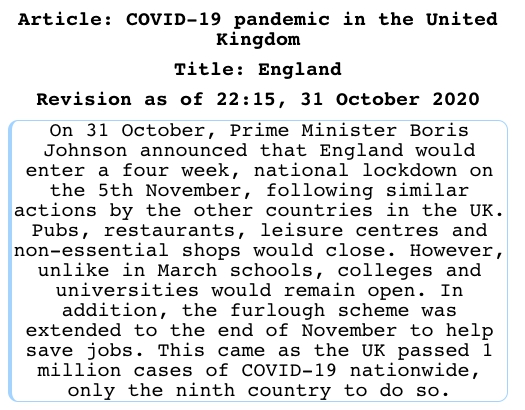 Article: COVID-19 pandemic in the United
Kingdom
Title: England
Revision as of 22:15, 31 October 2020
On 31 October, Prime Minister Boris
Johnson announced that England would
enter a four week, national lockdown on
the 5th November, following similar
actions by the other countries in the UK.
Pubs, restaurants, leisure centres and
non-essential shops would close. However,
unlike in March schools, colleges and
universities would remain open. In
addition, the furlough scheme was
extended to the end of November to help
save jobs. This came as the UK passed 1
million cases of COVID-19 nationwide,
only the ninth country to do so.